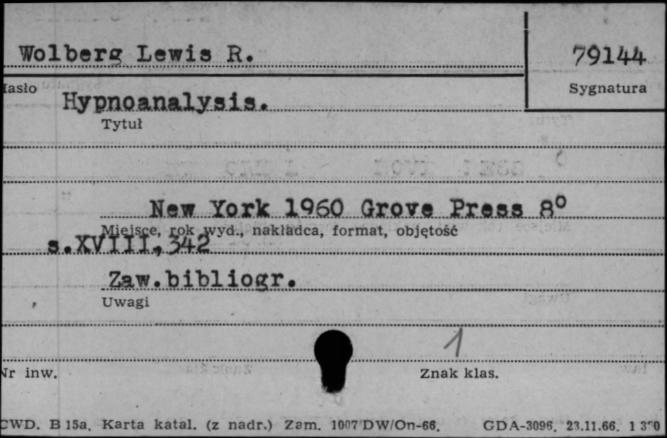 Wolberg Lewis R.
79144
Hasło
Sygnatura
Hypnoanalysis.
Tytuł
New York 1960 Grove Press 8°
Miejsce, rok wyd., nakładca, format, objętość
s.XVIII, 342
Zaw.bibliogr.
Uwagi
1
Nr inw.
Znak klas.
CWD. B 15a. Karta katal. (z nadr.) Zam. 1007/DW/On-66. GDA-3096. 23.11.66.